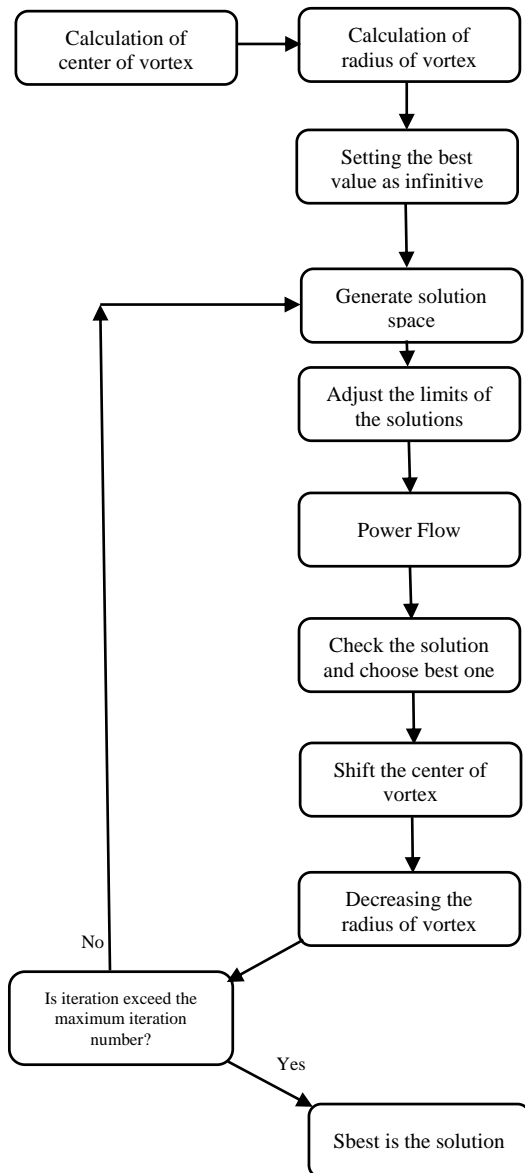 Calculation of
center of vortex
Calculation of
radius of vortex
Setting the best
value as infinitive
Generate solution
space
Adjust the limits of
the solutions
Power Flow
Check the solution
and choose best one
Shift the center of
vortex
Decreasing the
radius of vortex
No
Is iteration exceed the
maximum iteration
number?
Yes
Sbest is the solution